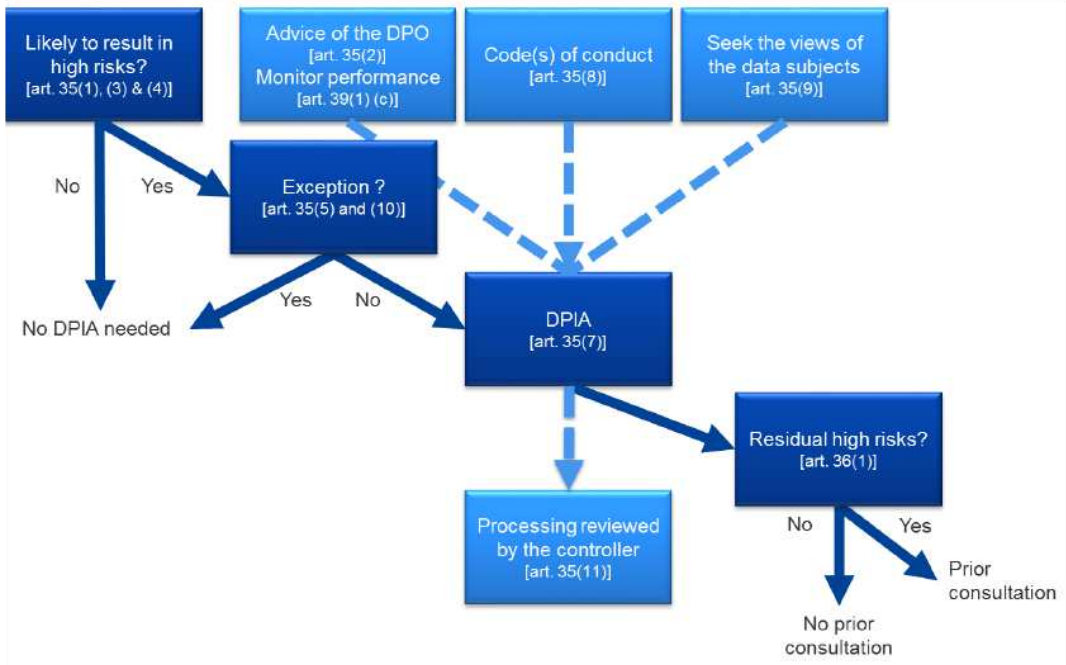 Likely to result in
high risks?
[art. 35(1), (3) & (4)]
Advice of the DPO
[art. 35(2)]
Monitor performance
[art. 39(1) (c)]
Code(s) of conduct
[art. 35(8)]
Seek the views of
the data subjects
[art. 35(9)]
No
Yes
Exception ?
[art. 35(5) and (10)]
Yes
No
No DPIA needed
DPIA
[art. 35(7)]
Residual high risks?
[art. 36(1)]
Processing reviewed
by the controller
[art. 35(11)]
No
Yes
Prior
consultation
No prior
consultation